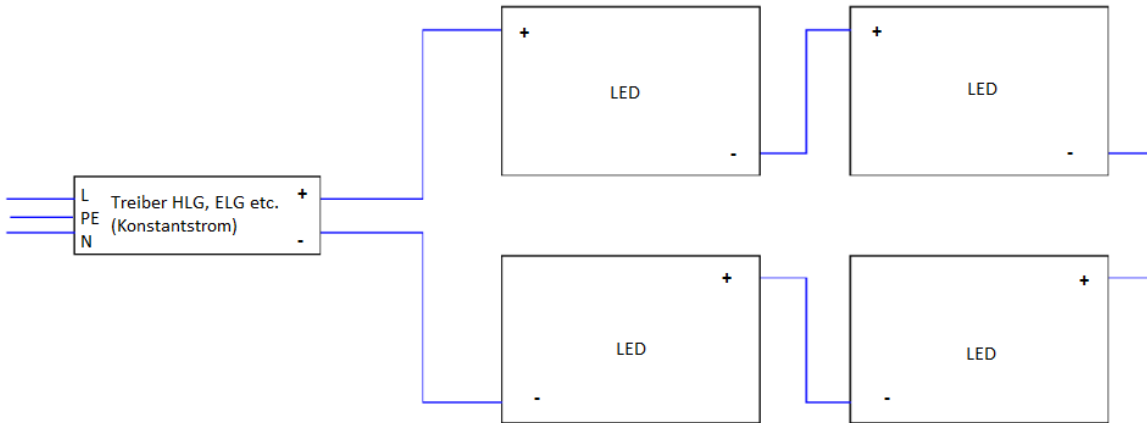 +
LED
-
+
LED
-
L
Treiber HLG, ELG etc.
+
PE
(Konstantstrom)
N
-
+
LED
-
+
LED
-